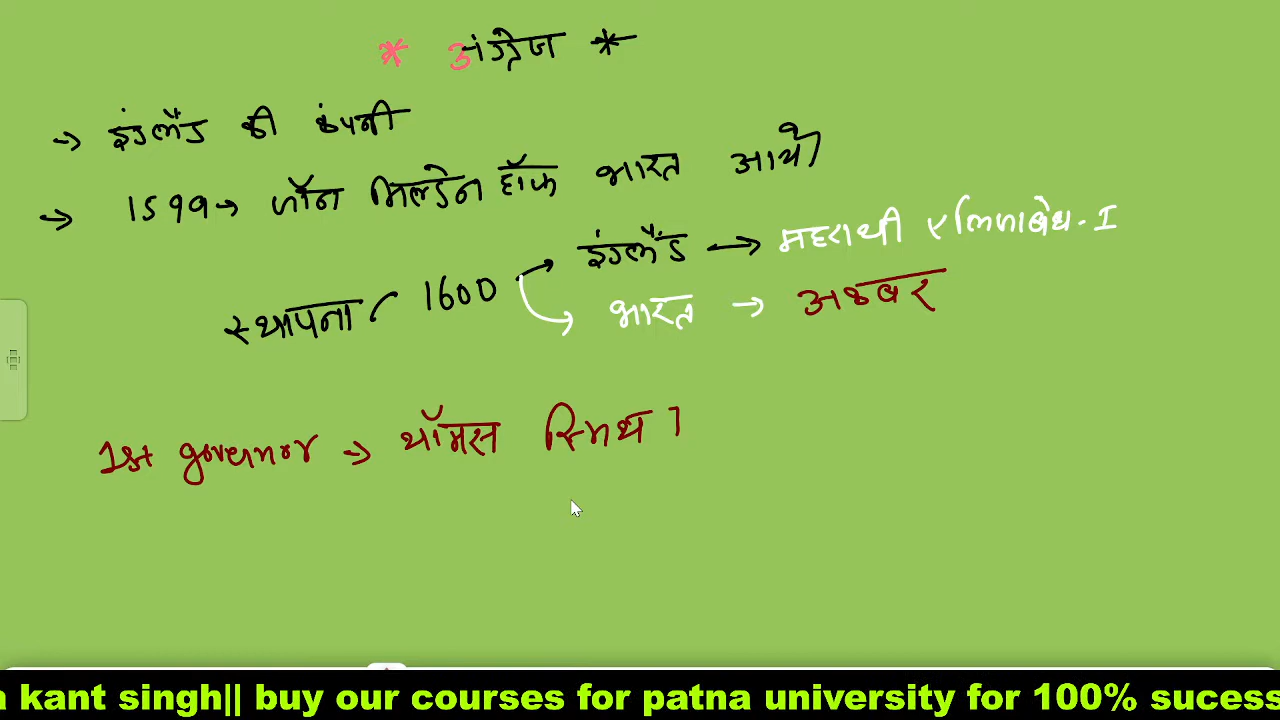 * अंग्रेज *
→ इंग्लैंड की कंपनी
→ 1599 → जॉन मिल्डेन हॉल भारत आये
स्थापना 1600 → इंग्लैंड → महारानी एलिजाबेथ - I
→ भारत → अकबर
1st governor → थॉमस स्मिथ ।
kant singh|| buy our courses for patna university for 100% sucess